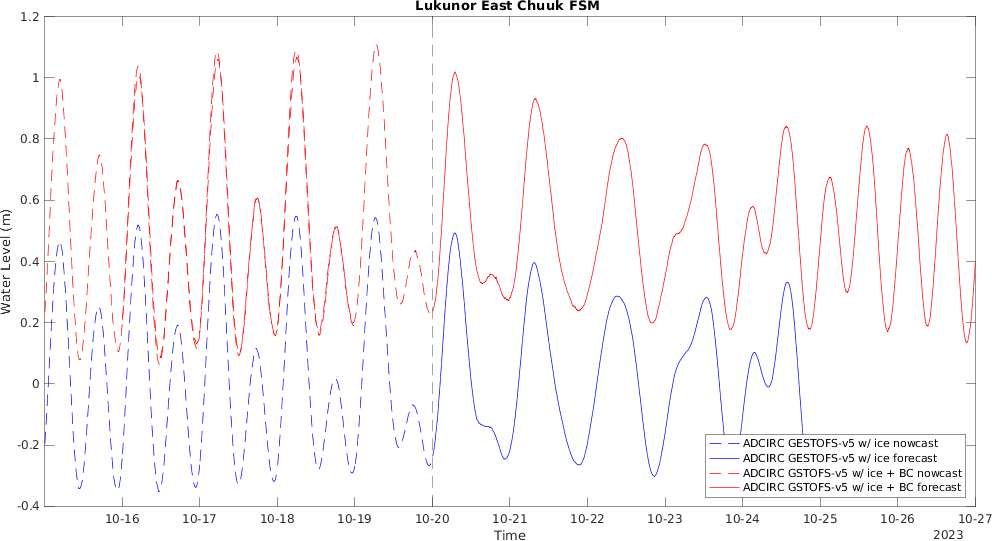 Lukunor East Chuuk FSM
1.2
1
0.8
0.6
0.4
0.2
0
-0.2
-0.4
Water Level (m)
ADCIRC GESTOFS-v5 w/ ice nowcast
ADCIRC GESTOFS-v5 w/ ice forecast
ADCIRC GSTOFS-v5 w/ ice + BC nowcast
ADCIRC GSTOFS-v5 w/ ice + BC forecast
10-16 10-17 10-18 10-19 10-20 10-21 10-22 10-23 10-24 10-25 10-26 10-27
Time
2023